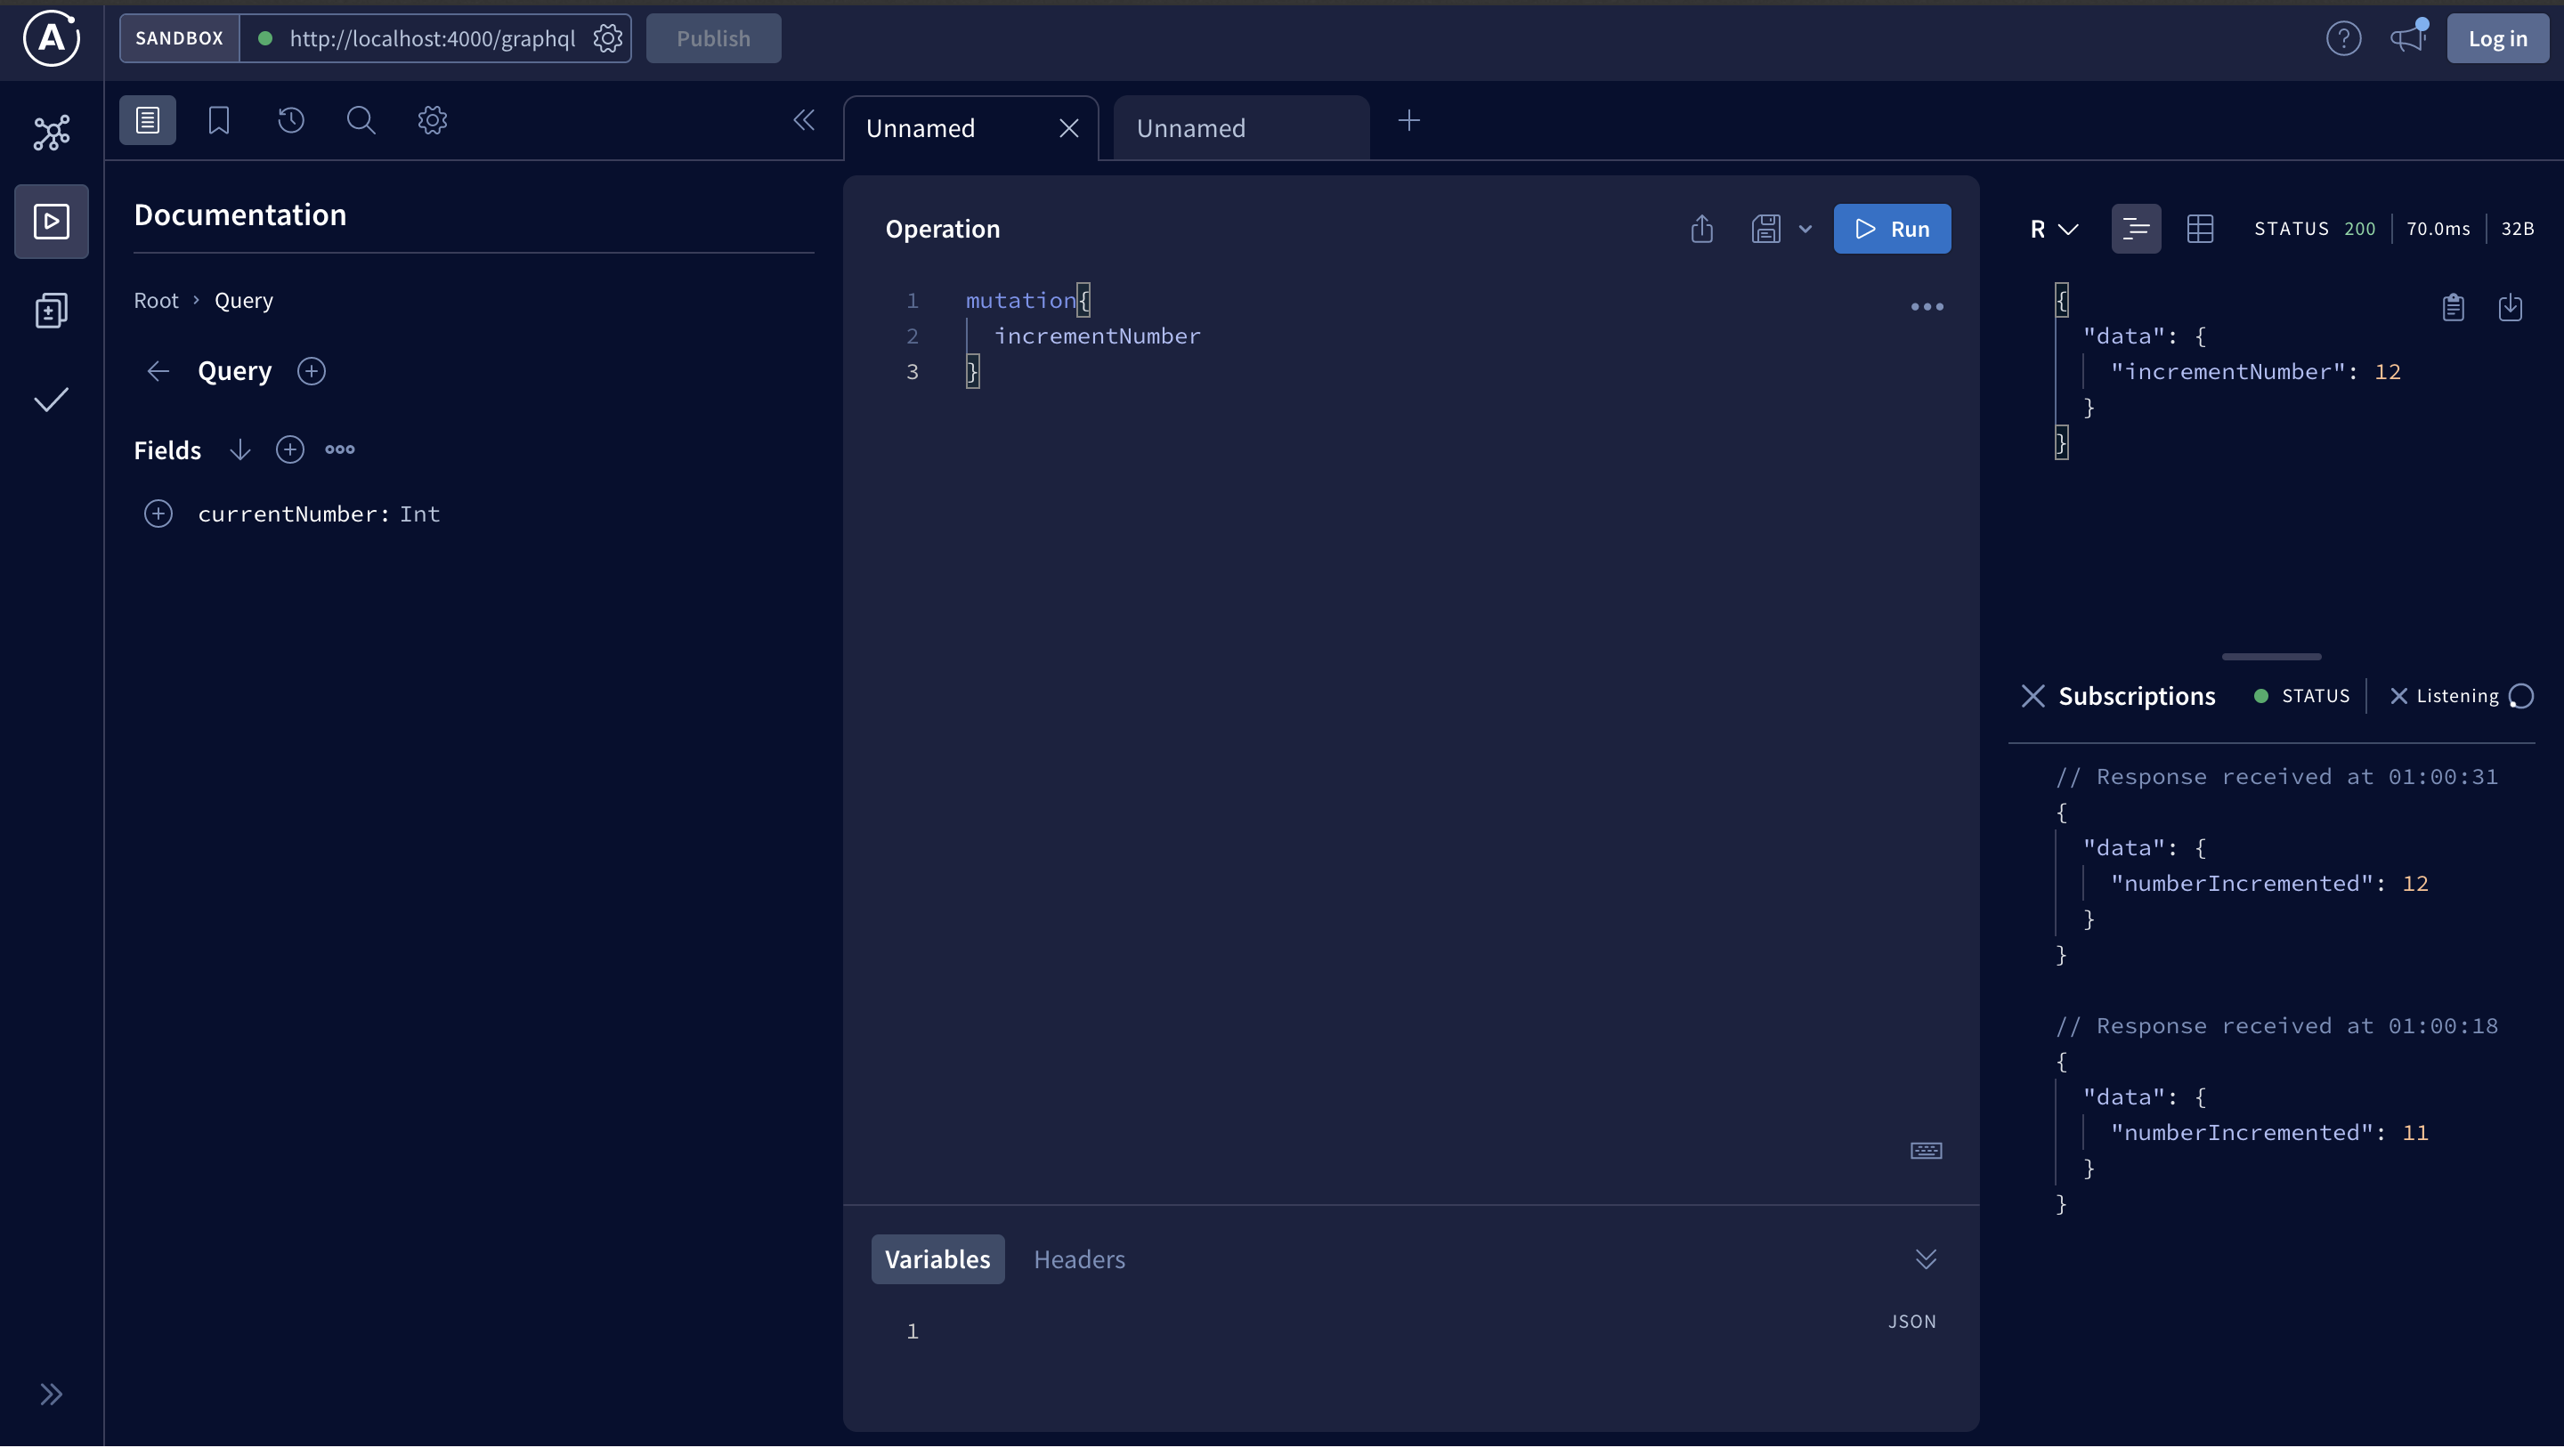 SANDBOX
http://localhost:4000/graphql
Publish
Log in
Unnamed
Unnamed
Documentation
Root › Query
Query
Fields
currentNumber: Int
Operation
Run
1 mutation{
2 incrementNumber
3 }
Variables
Headers
1
JSON
R
STATUS 200
70.0ms
32B
{
"data": {
"incrementNumber": 12
}
}
Subscriptions
STATUS
Listening
// Response received at 01:00:31
{
"data": {
"numberIncremented": 12
}
}
// Response received at 01:00:18
{
"data": {
"numberIncremented": 11
}
}